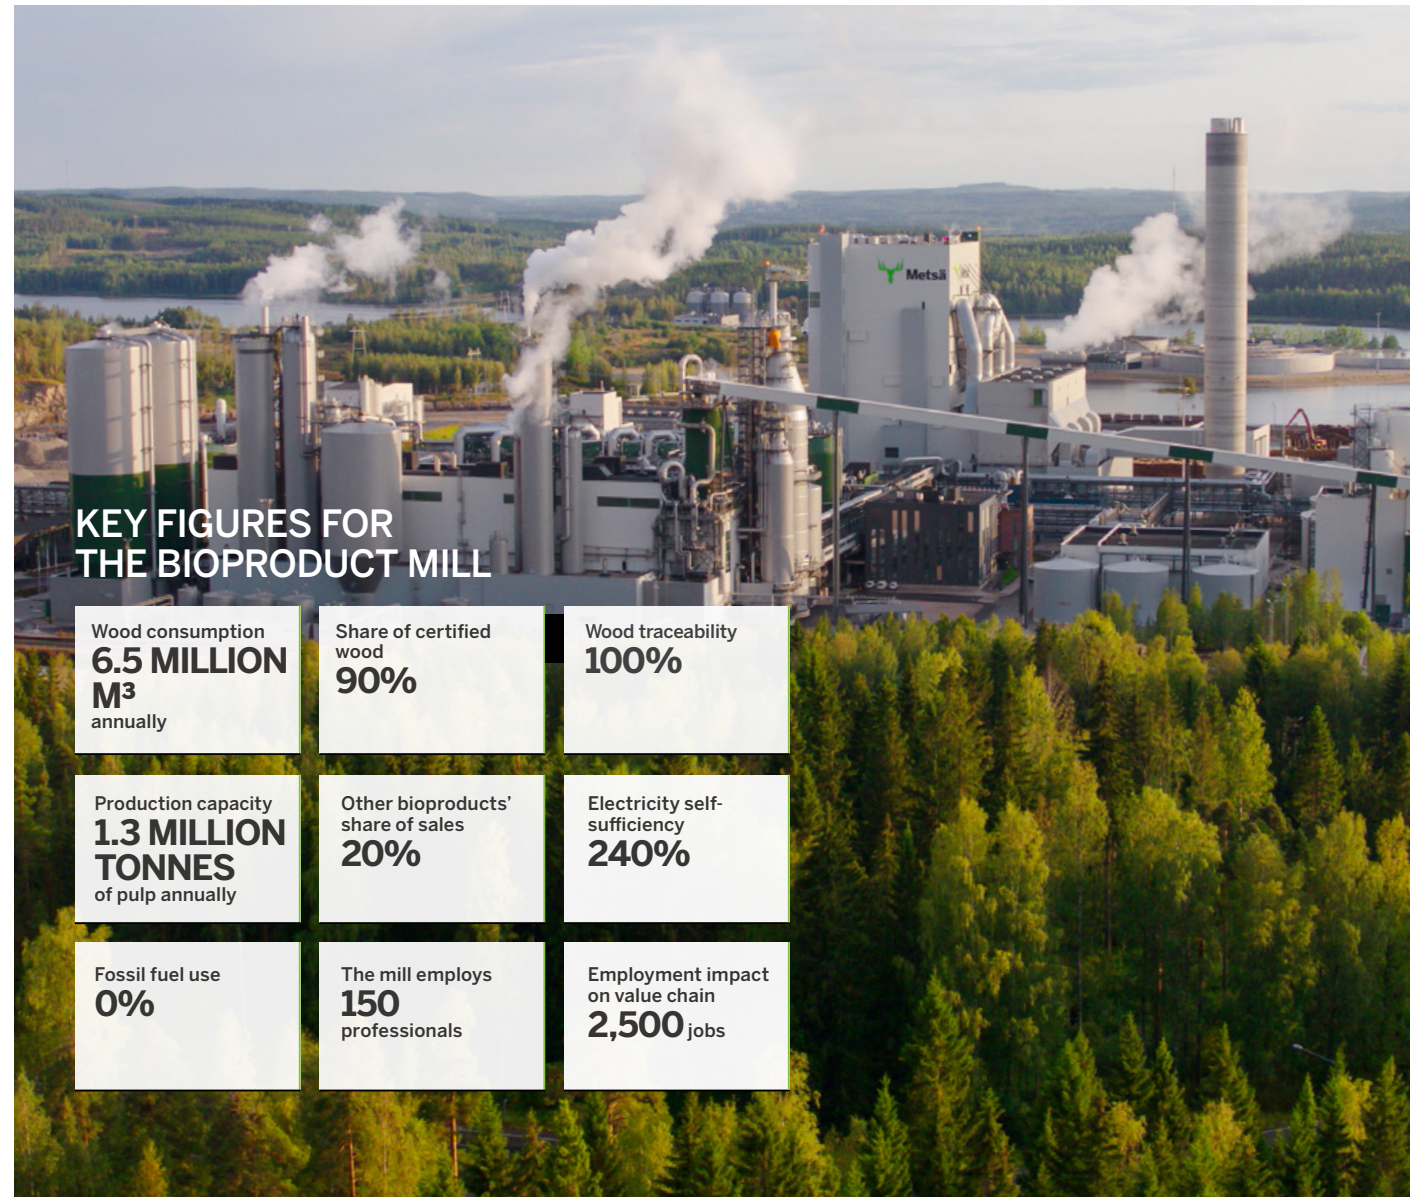 Metsä
KEY FIGURES FOR
THE BIOPRODUCT MILL
Wood consumption
6.5 MILLION
M³
annually
Share of certified
wood
90%
Wood traceability
100%
Production capacity
1.3 MILLION
TONNES
of pulp annually
Other bioproducts’
share of sales
20%
Electricity self-
sufficiency
240%
Fossil fuel use
0%
The mill employs
150
professionals
Employment impact
on value chain
2,500 jobs